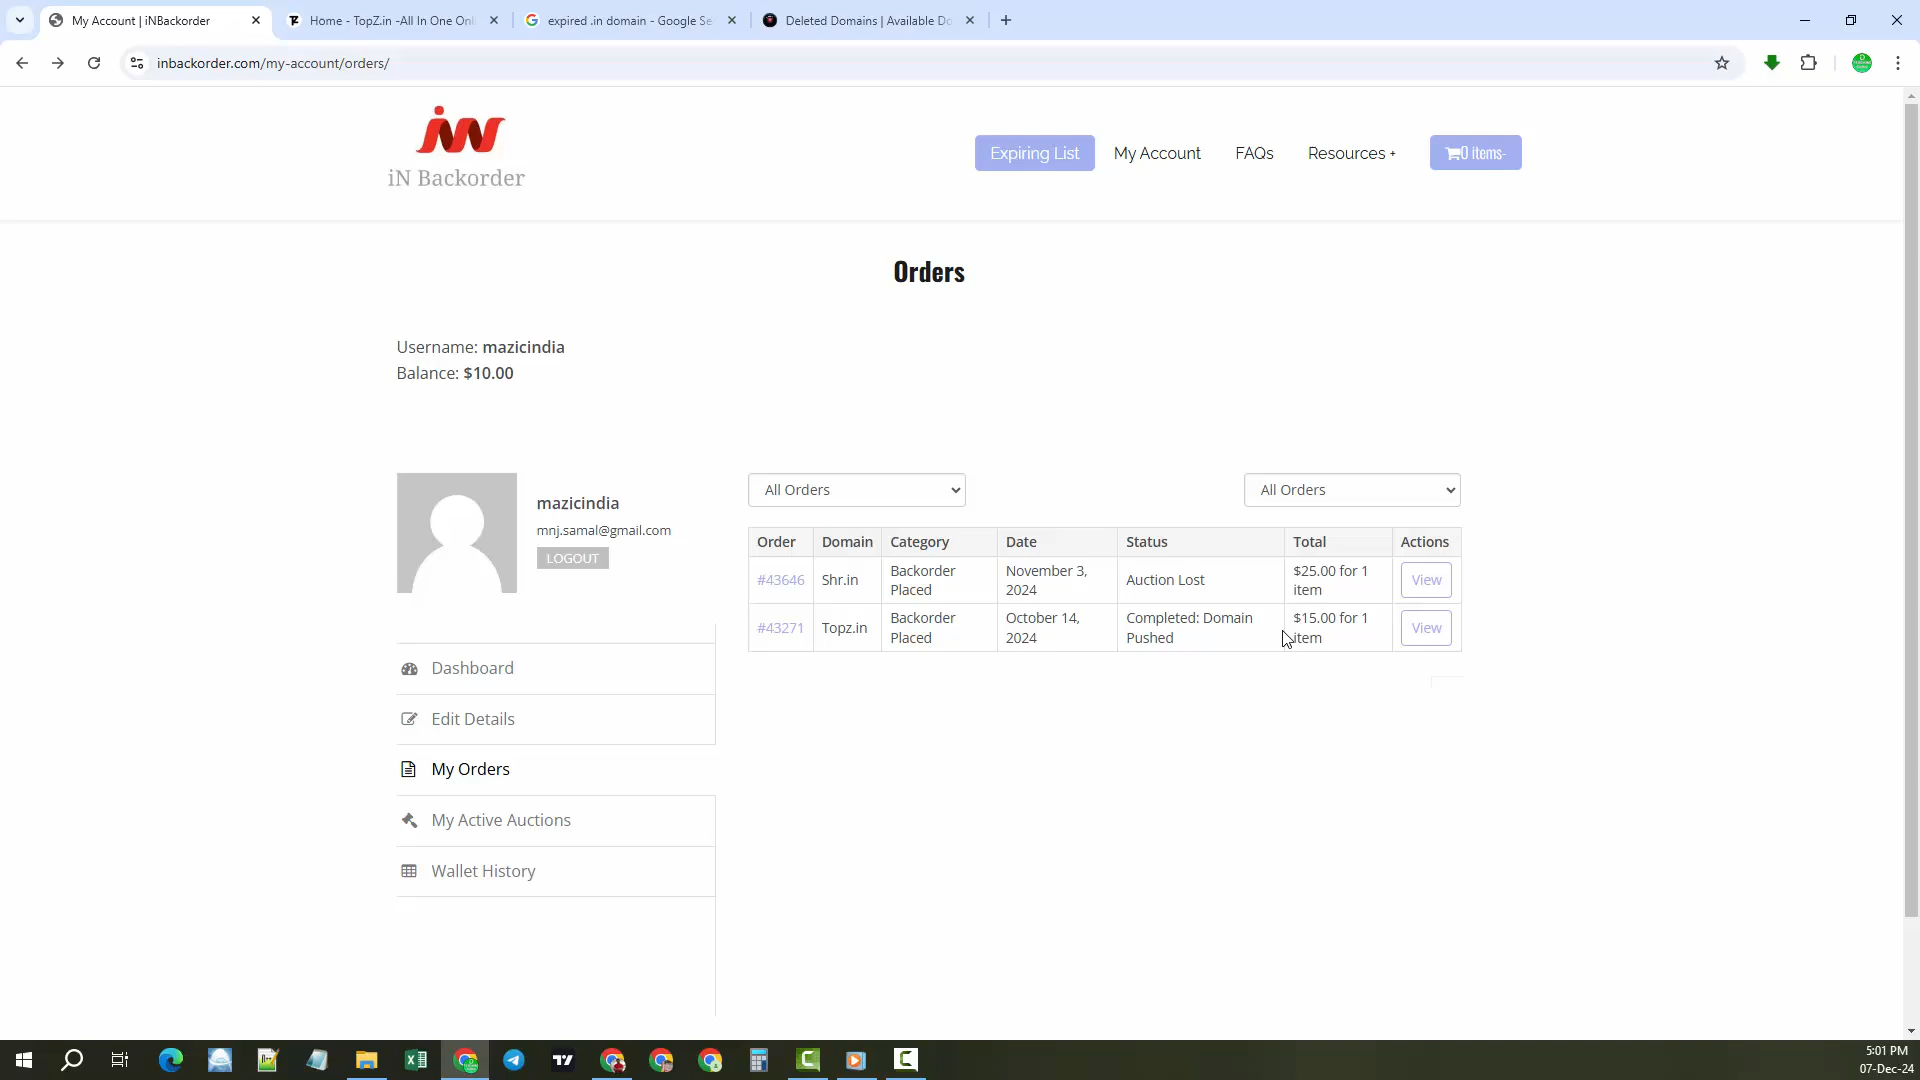 My Account | iNBackorder
Home - TopZ.in -All In One Onl
expired .in domain - Google Se
Deleted Domains | Available Do
inbackorder.com/my-account/orders/
iN Backorder
Expiring List
My Account
FAQs
Resources +
0 items-
Orders
Username: mazicindia
Balance: $10.00
mazicindia
mnj.samal@gmail.com
LOGOUT
All Orders
All Orders
Order Domain Category Date Status Total Actions
#43646 Shr.in Backorder Placed November 3, 2024 Auction Lost $25.00 for 1 item View
#43271 Topz.in Backorder Placed October 14, 2024 Completed: Domain Pushed $15.00 for 1 item View
Dashboard
Edit Details
My Orders
My Active Auctions
Wallet History
5:01 PM
07-Dec-24